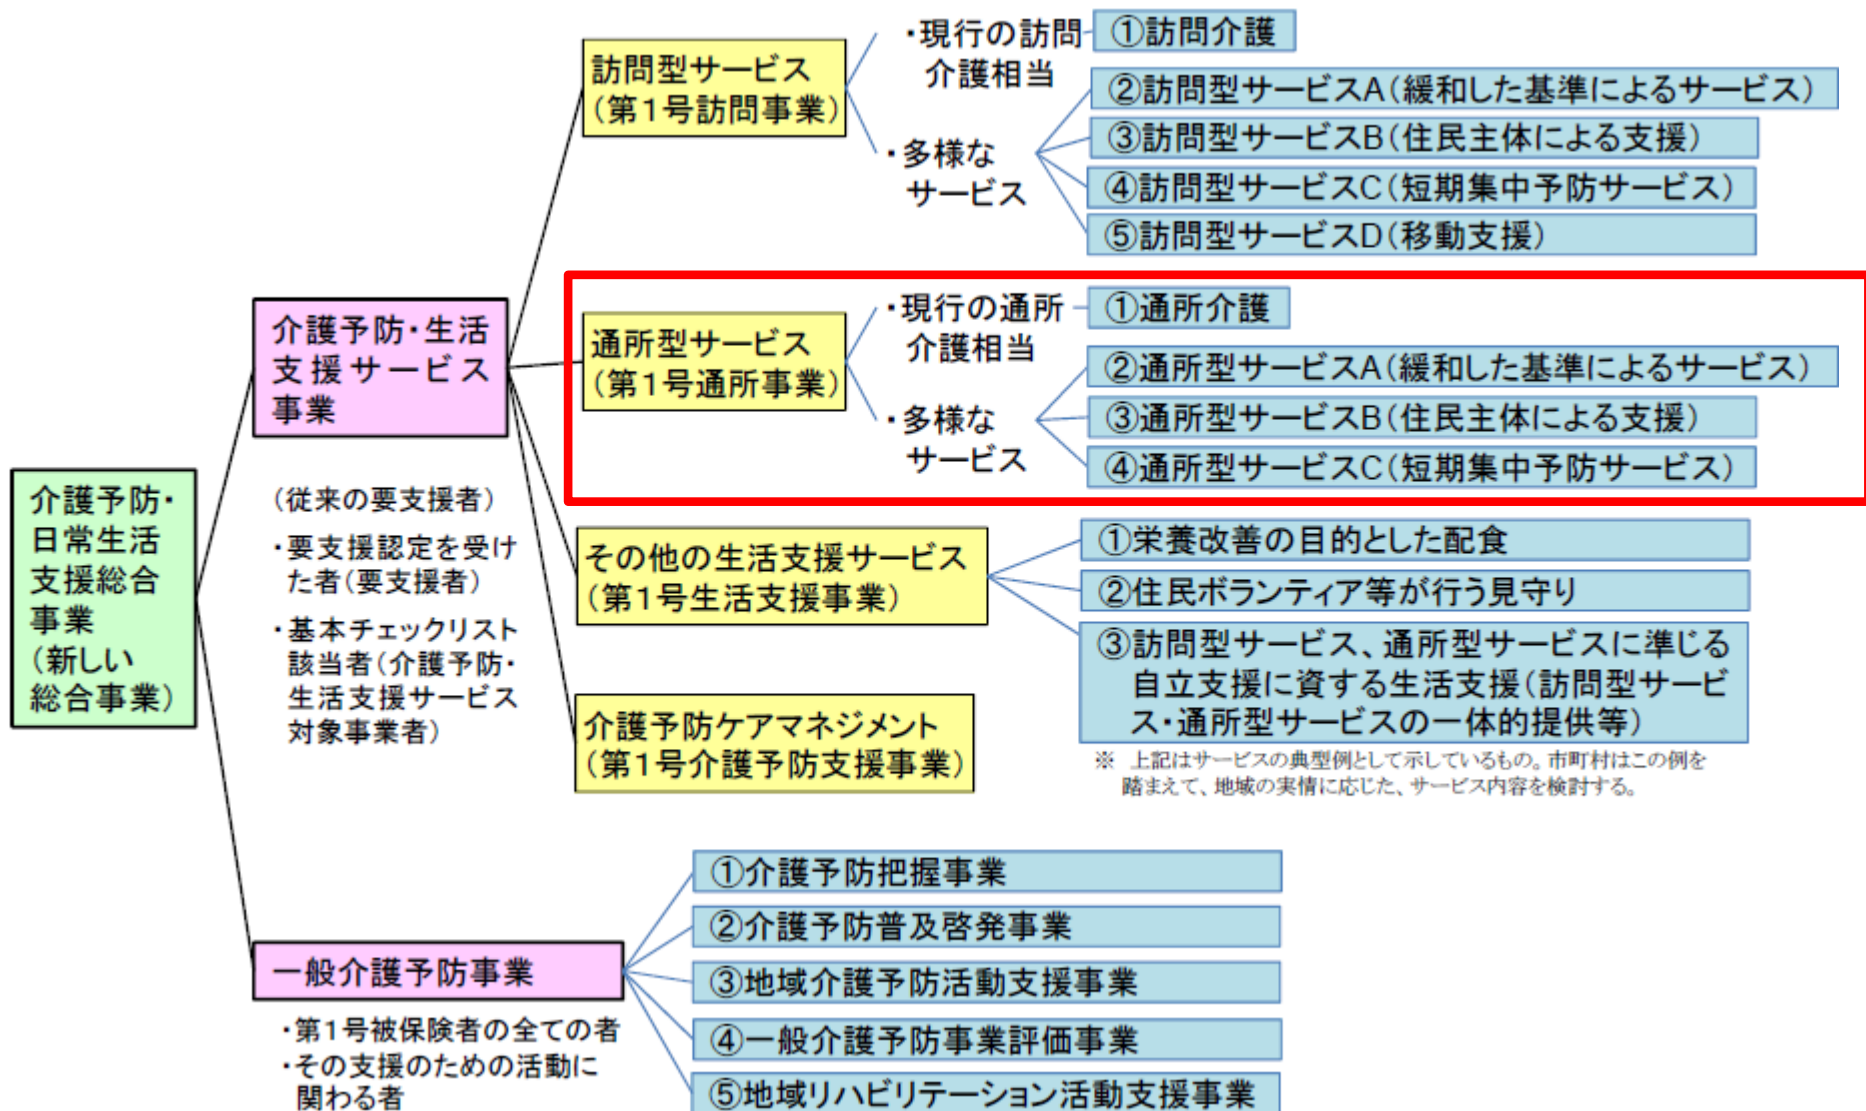 介護予防・
日常生活
支援総合
事業
（新しい
総合事業）
介護予防・生活
支援サービス
事業
（従来の要支援者）
・要支援認定を受け
た者（要支援者）
・基本チェックリスト
該当者（介護予防・
生活支援サービス
対象事業者）
訪問型サービス
（第１号訪問事業）
・現行の訪問
介護相当
①訪問介護
・多様な
サービス
②訪問型サービスA（緩和した基準によるサービス）
③訪問型サービスB（住民主体による支援）
④訪問型サービスC（短期集中予防サービス）
⑤訪問型サービスD（移動支援）
通所型サービス
（第１号通所事業）
・現行の通所
介護相当
①通所介護
・多様な
サービス
②通所型サービスA（緩和した基準によるサービス）
③通所型サービスB（住民主体による支援）
④通所型サービスC（短期集中予防サービス）
その他の生活支援サービス
（第１号生活支援事業）
①栄養改善の目的とした配食
②住民ボランティア等が行う見守り
③訪問型サービス、通所型サービスに準じる
自立支援に資する生活支援（訪問型サービ
ス・通所型サービスの一体的提供等）
※　上記はサービスの典型例として示しているもの。市町村はこの例を
踏まえて、地域の実情に応じた、サービス内容を検討する。
介護予防ケアマネジメント
（第１号介護予防支援事業）
一般介護予防事業
・第１号被保険者の全ての者
・その支援のための活動に
関わる者
①介護予防把握事業
②介護予防普及啓発事業
③地域介護予防活動支援事業
④一般介護予防事業評価事業
⑤地域リハビリテーション活動支援事業